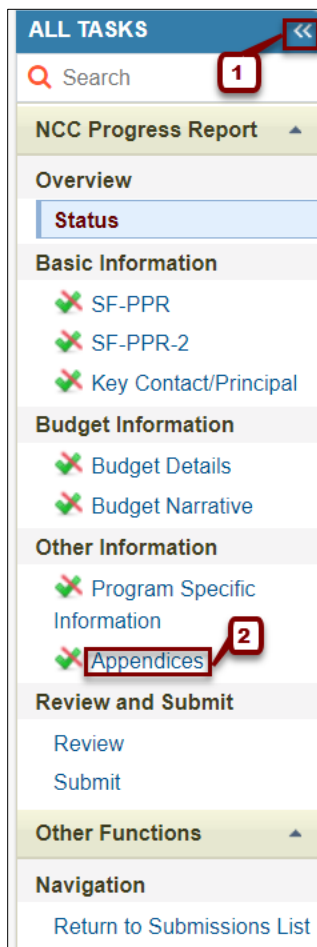 ALL TASKS <<
1
Search
NCC Progress Report
Overview
Status
Basic Information
SF-PPR
SF-PPR-2
Key Contact/Principal
Budget Information
Budget Details
Budget Narrative
Other Information
Program Specific
Information
2
Appendices
Review and Submit
Review
Submit
Other Functions
Navigation
Return to Submissions List